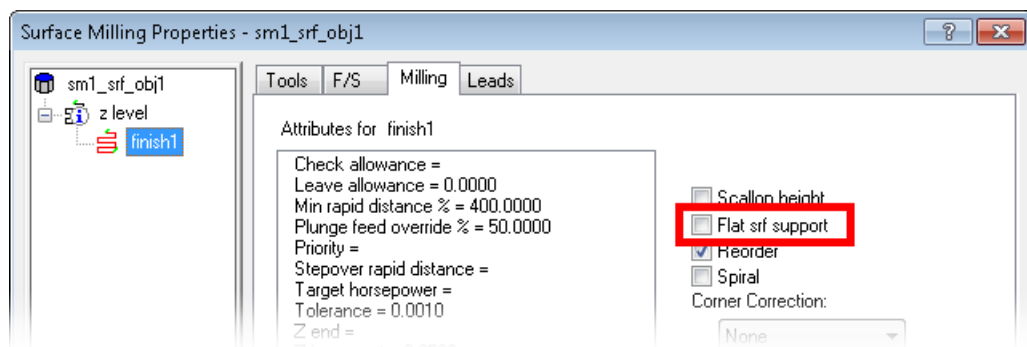 Surface Milling Properties - sm1_srf_obj1
sm1_srf_obj1
z level
finish1
Tools F/S Milling Leads
Attributes for finish1
Check allowance =
Leave allowance = 0.0000
Min rapid distance % = 400.0000
Plunge feed override % = 50.0000
Priority =
Stepover rapid distance =
Target horsepower =
Tolerance = 0.0010
Z end =
Scallop height
Flat srf support
Reorder
Spiral
Corner Correction:
None